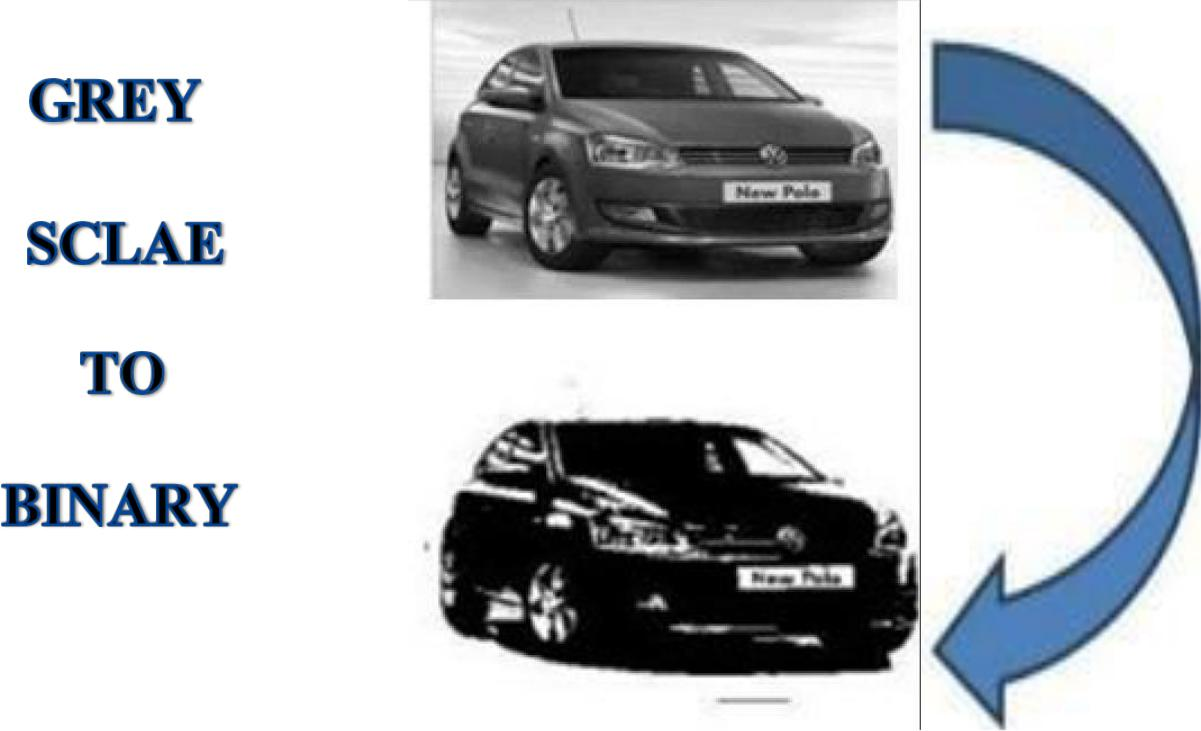 GREY
SCLAE
TO
BINARY
New Polo
New Polo